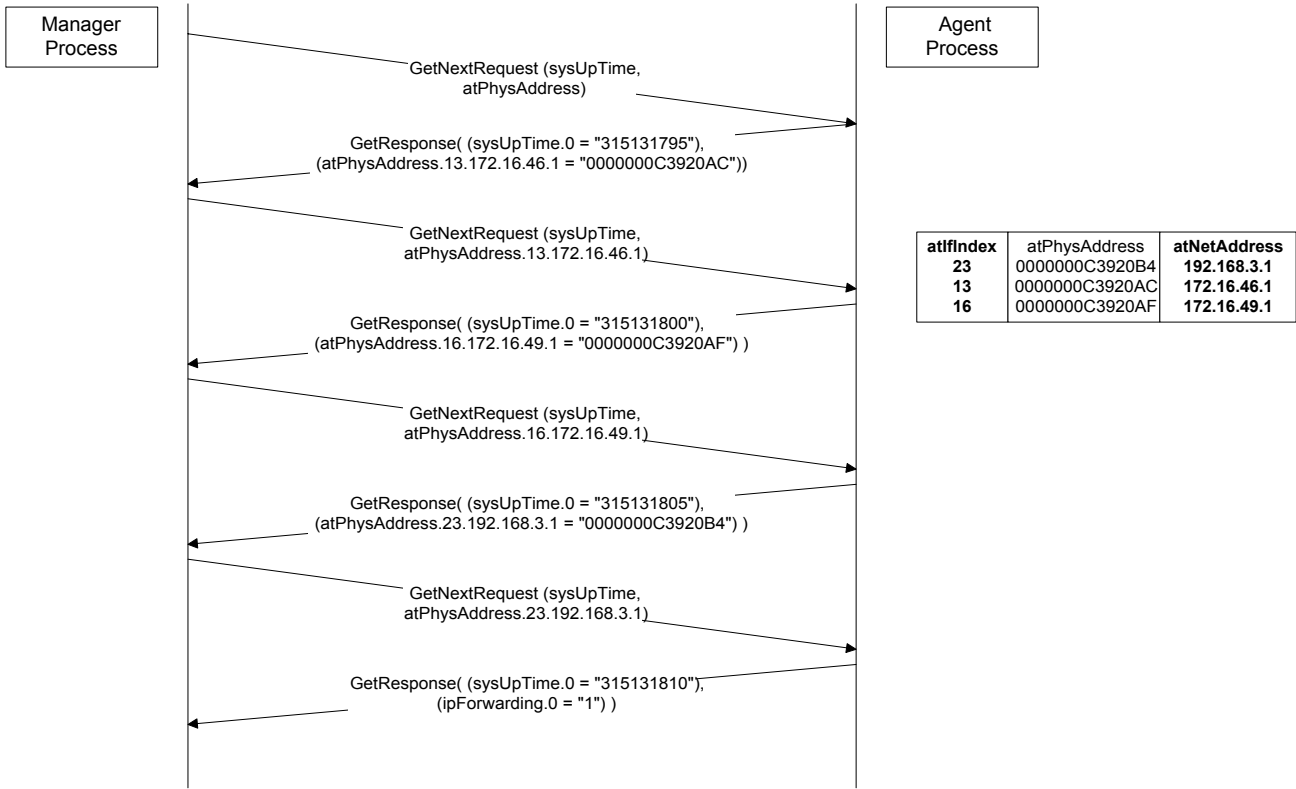 Manager
Process
Agent
Process
GetNextRequest (sysUpTime,
atPhysAddress)
GetResponse( (sysUpTime.0 = "315131795"),
(atPhysAddress.13.172.16.46.1 = "0000000C3920AC"))
GetNextRequest (sysUpTime,
atPhysAddress.13.172.16.46.1)
atIfIndex atPhysAddress atNetAddress
23 0000000C3920B4 192.168.3.1
13 0000000C3920AC 172.16.46.1
16 0000000C3920AF 172.16.49.1
GetResponse( (sysUpTime.0 = "315131800"),
(atPhysAddress.16.172.16.49.1 = "0000000C3920AF") )
GetNextRequest (sysUpTime,
atPhysAddress.16.172.16.49.1)
GetResponse( (sysUpTime.0 = "315131805"),
(atPhysAddress.23.192.168.3.1 = "0000000C3920B4") )
GetNextRequest (sysUpTime,
atPhysAddress.23.192.168.3.1)
GetResponse( (sysUpTime.0 = "315131810"),
(ipForwarding.0 = "1") )